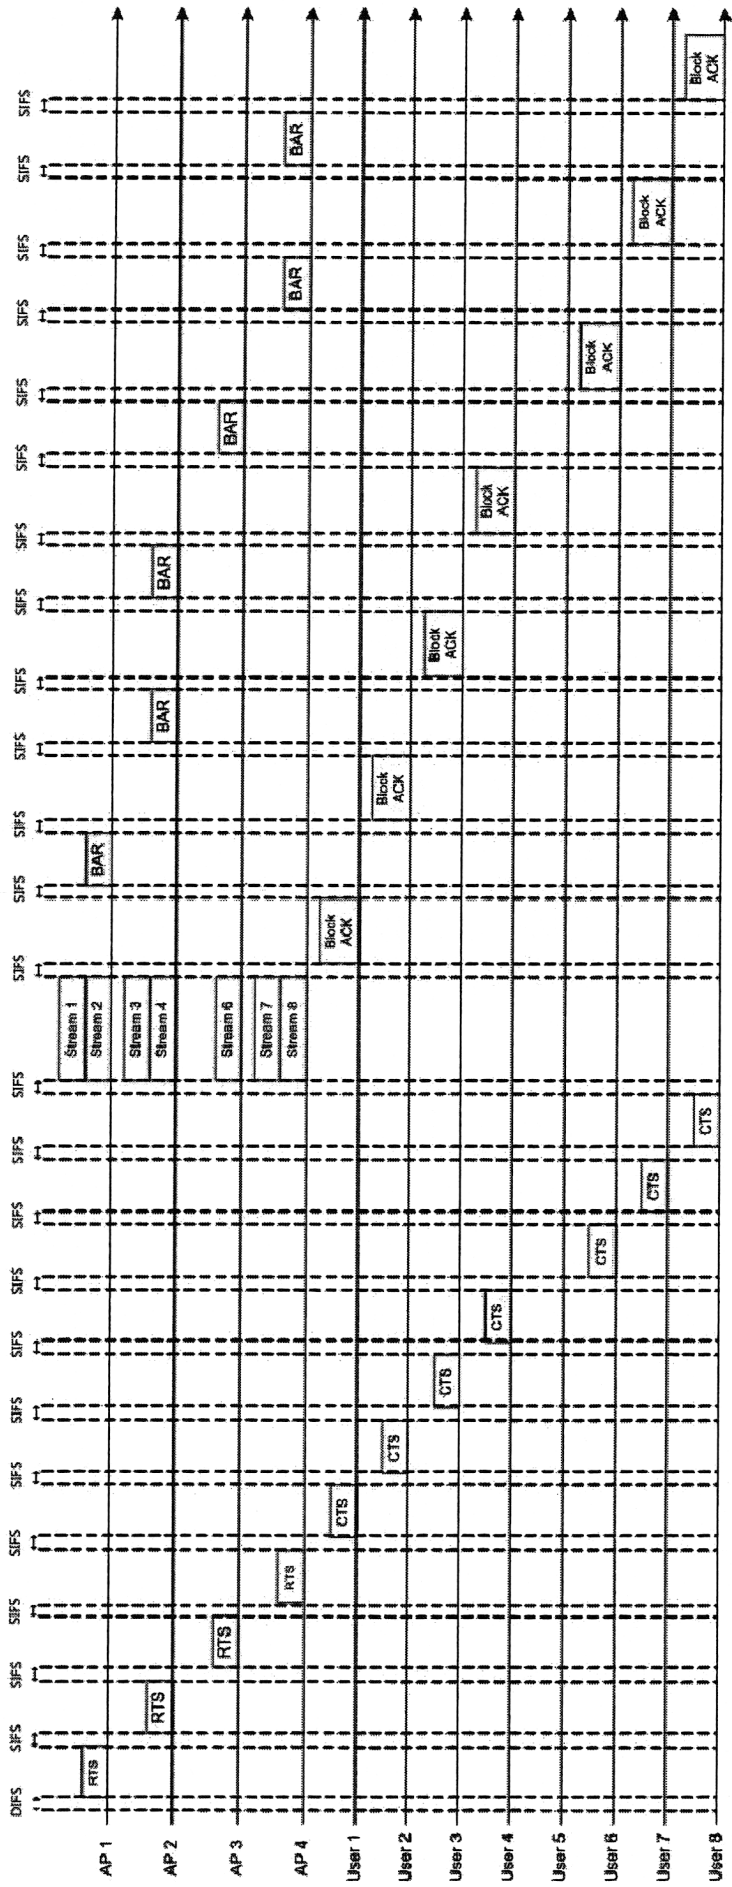 DIFS SIFS SIFS SIFS SIFS SIFS SIFS SIFS SIFS SIFS SIFS SIFS SIFS SIFS SIFS SIFS SIFS SIFS SIFS SIFS SIFS SIFS SIFS SIFS SIFS
Stream 1
AP 1 RTS Stream 2 BAR
Stream 3
AP 2 RTS Stream 4 BAR BAR
AP 3 RTS Stream 6 BAR
Stream 7
AP 4 RTS Stream 8 BAR BAR
User 1 CTS Block ACK
User 2 CTS Block ACK
User 3 CTS Block ACK
User 4 CTS Block ACK
User 5
User 6 CTS Block ACK
User 7 CTS Block ACK
User 8 CTS Block ACK